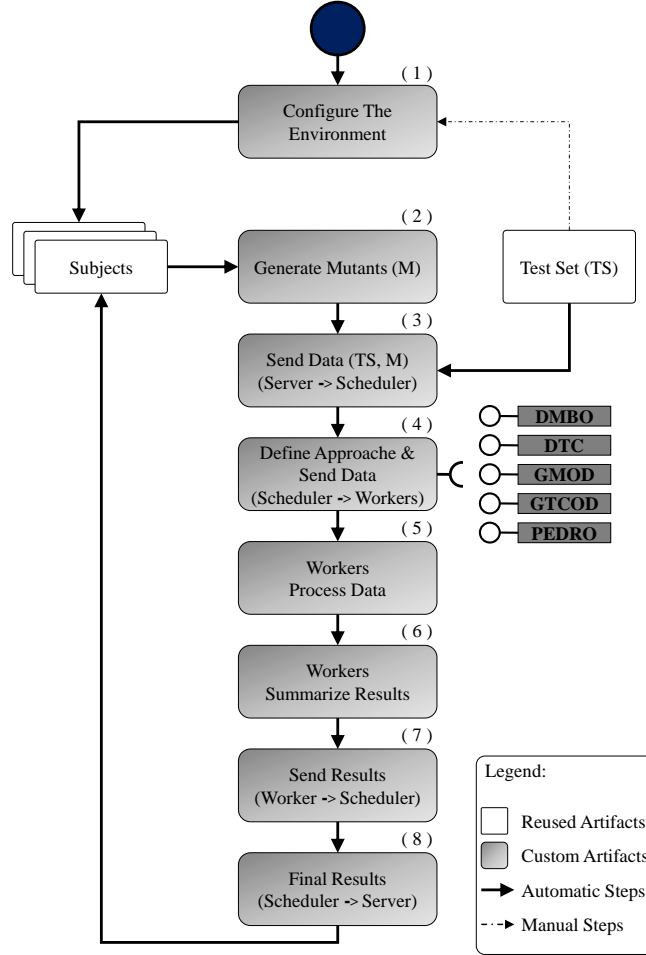 ( 1 )
Configure The
Environment
( 2 )
Subjects
Generate Mutants (M)
Test Set (TS)
( 3 )
Send Data (TS, M)
(Server -> Scheduler)
( 4 )
Define Approache &
Send Data
(Scheduler -> Workers)
DMBO
DTC
GMOD
GTCOD
PEDRO
( 5 )
Workers
Process Data
( 6 )
Workers
Summarize Results
( 7 )
Send Results
(Worker -> Scheduler)
( 8 )
Final Results
(Scheduler -> Server)
Legend:
Reused Artifacts
Custom Artifacts
Automatic Steps
Manual Steps